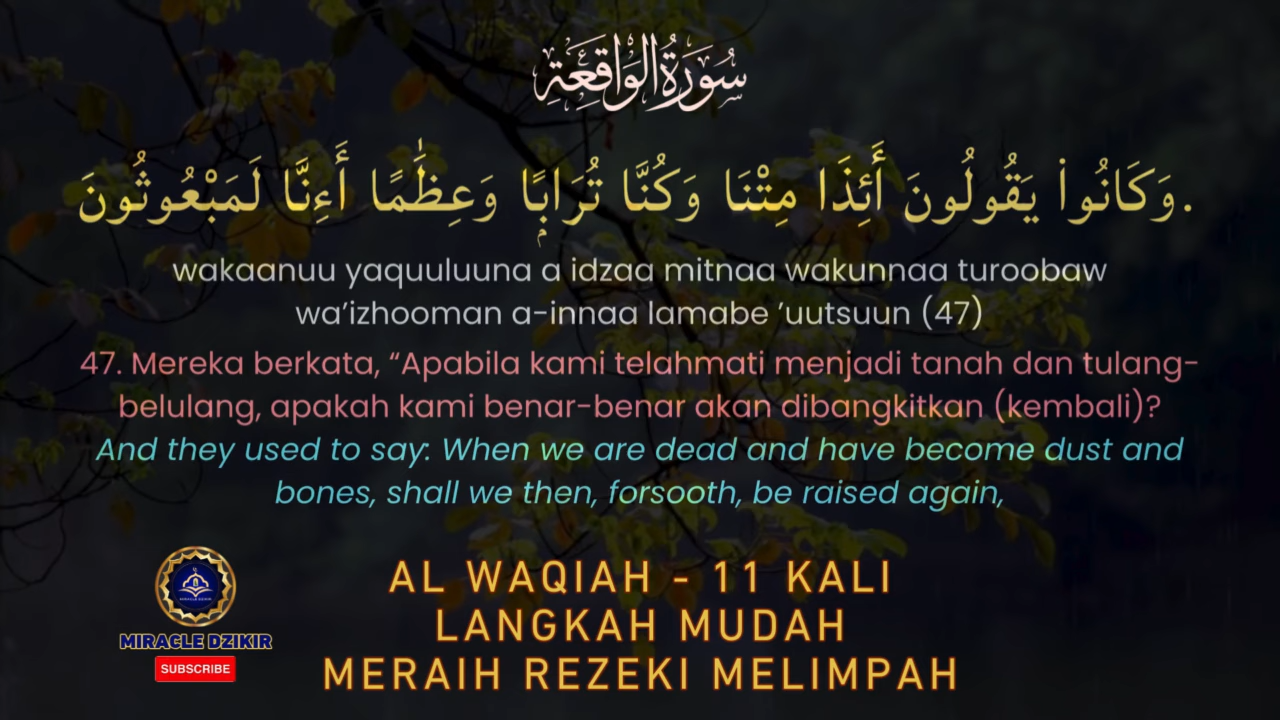 سُورَةُ الْوَاقِعَةِ
وَكَانُوا۟ يَقُولُونَ أَئِذَا مِتْنَا وَكُنَّا تُرَابًۭا وَعِظَٰمًا أَءِنَّا لَمَبْعُوثُونَ.
wakaanuu yaquuluuna a idzaa mitnaa wakunnaa turoobaw
wa’izhooman a-innaa lamabe ’uutsuun (47)
47. Mereka berkata, “Apabila kami telahmati menjadi tanah dan tulang-
belulang, apakah kami benar-benar akan dibangkitkan (kembali)?
And they used to say: When we are dead and have become dust and
bones, shall we then, forsooth, be raised again,
AL WAQIAH - 11 KALI
LANGKAH MUDAH
MERAIH REZEKI MELIMPAH
MIRACLE DZIKIR
MIRACLE DZIKIR
SUBSCRIBE